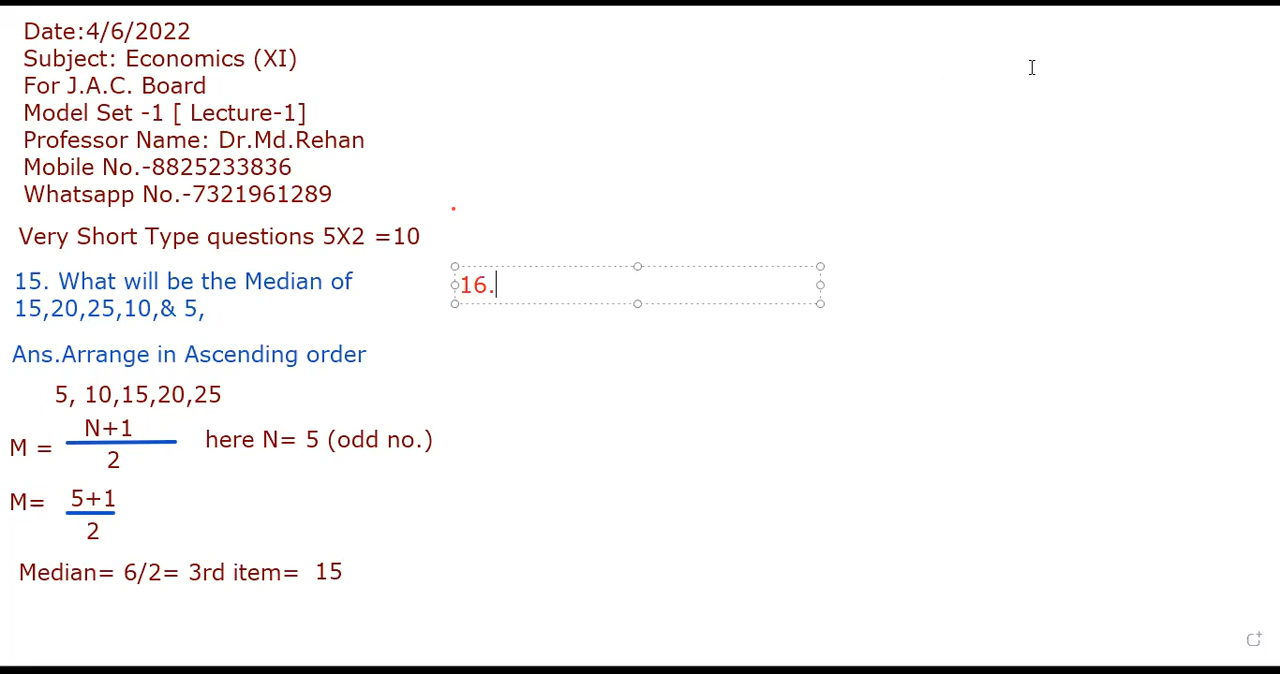 Date:4/6/2022
Subject: Economics (XI)
For J.A.C. Board
Model Set -1 [ Lecture-1]
Professor Name: Dr.Md.Rehan
Mobile No.-8825233836
Whatsapp No.-7321961289
Very Short Type questions 5X2 =10
15. What will be the Median of
15,20,25,10,& 5,
Ans.Arrange in Ascending order
5, 10,15,20,25
M = N+1
2
here N= 5 (odd no.)
M= 5+1
2
Median= 6/2= 3rd item= 15
16.